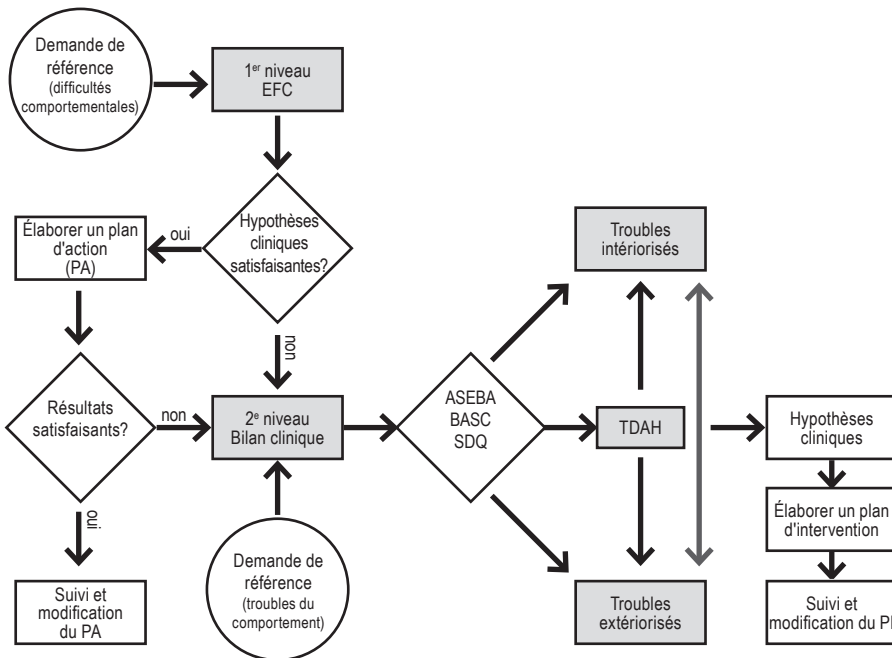 Demande de
référence
(difficultés
comportementales)
1er niveau
EFC
Hypothèses
cliniques
satisfaisantes?
oui
Élaborer un plan
d'action
(PA)
non
Résultats
satisfaisants?
non
2e niveau
Bilan clinique
oui
Suivi et
modification
du PA
Demande de
référence
(troubles du
comportement)
ASEBA
BASC
SDQ
Troubles
intériorisés
TDAH
Troubles
extériorisés
Hypothèses
cliniques
Élaborer un plan
d'intervention
Suivi et
modification du PI